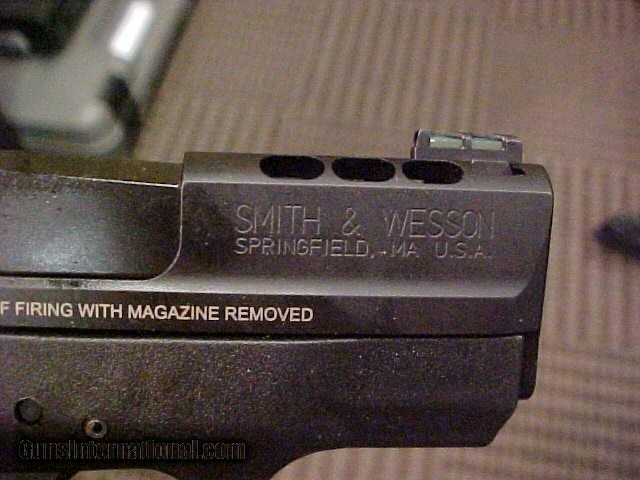 SMITH & WESSON
SPRINGFIELD, MA U.S.A.
F FIRING WITH MAGAZINE REMOVED
GunsInternational.com